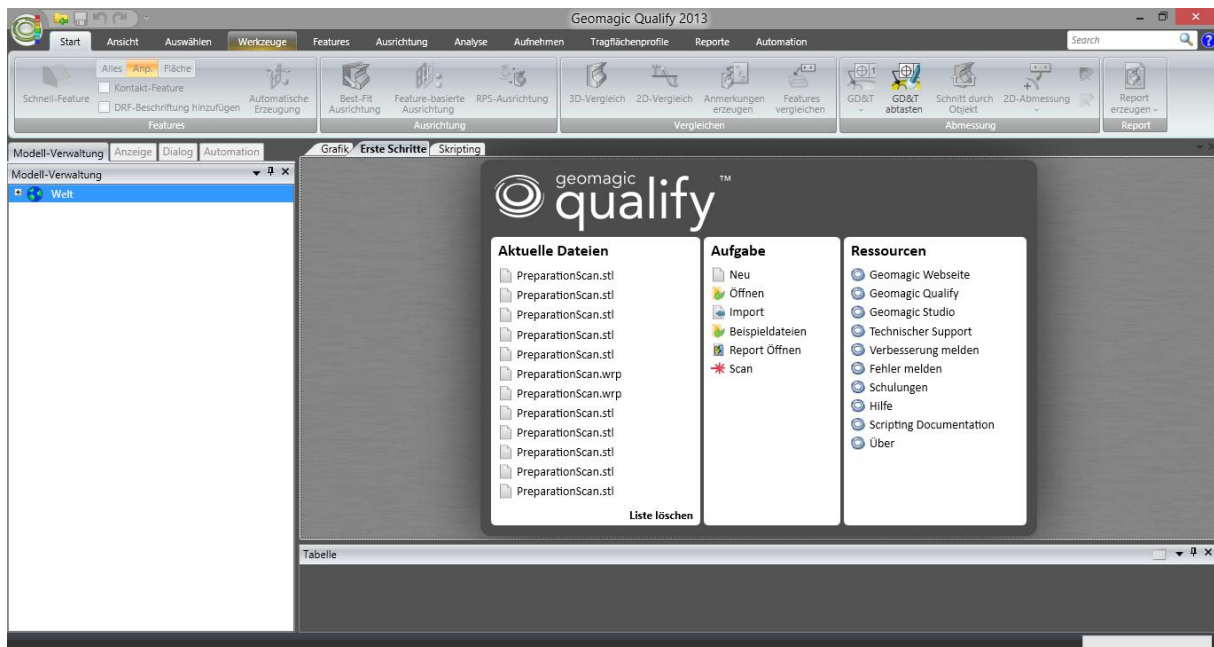 Geomagic Qualify 2013
Start Ansicht Auswählen Werkzeuge Features Ausrichtung Analyse Aufnehmen Tragflächenprofile Reporte Automation Search
Schnell-Feature
Alles Anp. Fläche
Kontakt-Feature
DRF-Beschriftung hinzufügen
Automatische Erzeugung
Features
Best-Fit Ausrichtung
Feature-basierte Ausrichtung
RPS-Ausrichtung
Ausrichtung
3D-Vergleich
2D-Vergleich
Anmerkungen erzeugen
Features vergleichen
Vergleichen
GD&T
GD&T abtasten
Schnitt durch Objekt
2D-Abmessung
Abmessung
Report erzeugen
Report
Modell-Verwaltung Anzeige Dialog Automation
Grafik Erste Schritte Skripting
Modell-Verwaltung
Welt
geomagic
qualify ™
Aktuelle Dateien
PreparationScan.stl
PreparationScan.stl
PreparationScan.stl
PreparationScan.stl
PreparationScan.stl
PreparationScan.wrp
PreparationScan.wrp
PreparationScan.stl
PreparationScan.stl
PreparationScan.stl
PreparationScan.stl
PreparationScan.stl
Liste löschen
Aufgabe
Neu
Öffnen
Import
Beispieldateien
Report Öffnen
Scan
Ressourcen
Geomagic Webseite
Geomagic Qualify
Geomagic Studio
Technischer Support
Verbesserung melden
Fehler melden
Schulungen
Hilfe
Scripting Documentation
Über
Tabelle